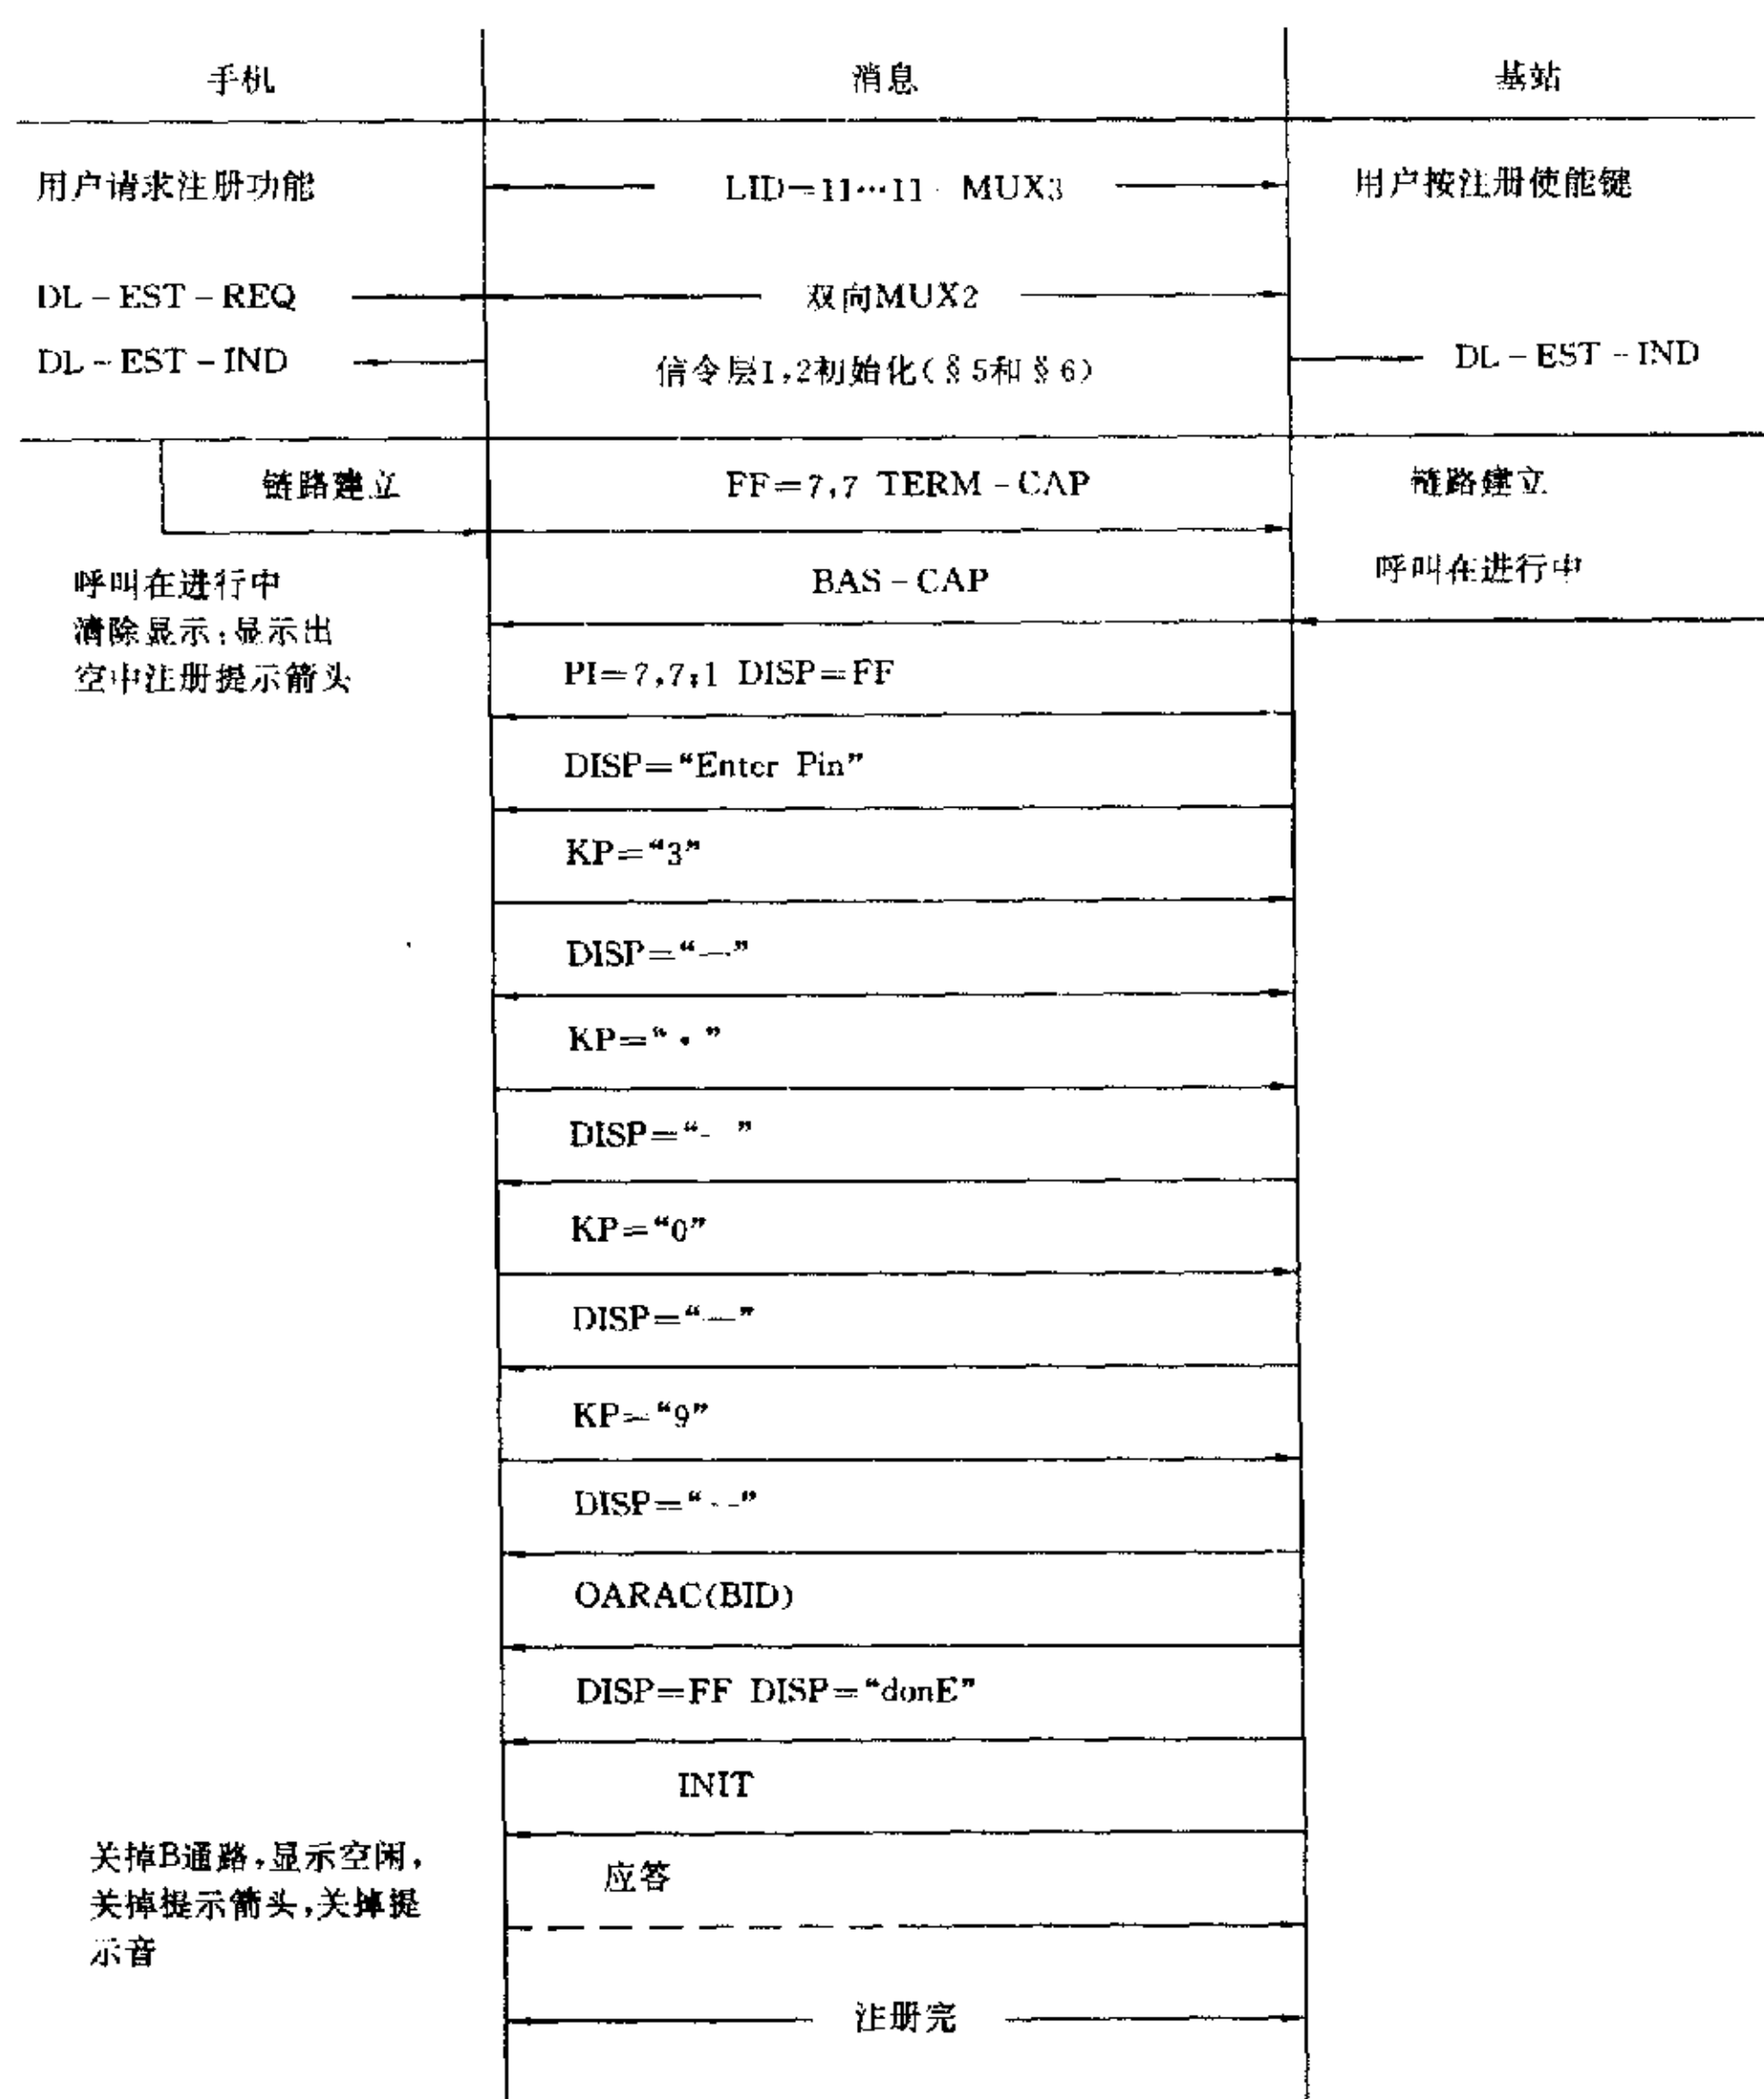 手机 消息 基站
用户请求注册功能 LID=11…11 MUX3 用户按注册使能键
DL-EST-REQ 双向MUX2
DL-EST-IND 信令层1,2初始化(§5和§6) DL-EST-IND
链路建立 FF=7,7 TERM-CAP 链路建立
呼叫在进行中 BAS-CAP 呼叫在进行中
清除显示;显示出
空中注册提示箭头 PI=7,7;1 DISP=FF
DISP=“Enter Pin”
KP=“3”
DISP=“—”
KP=“•”
DISP=“- ”
KP=“0”
DISP=“—”
KP=“9”
DISP=“--”
OARAC(BID)
DISP=FF DISP=“donE”
INIT
关掉B通路,显示空闲, 应答
关掉提示箭头,关掉提
示音
注册完